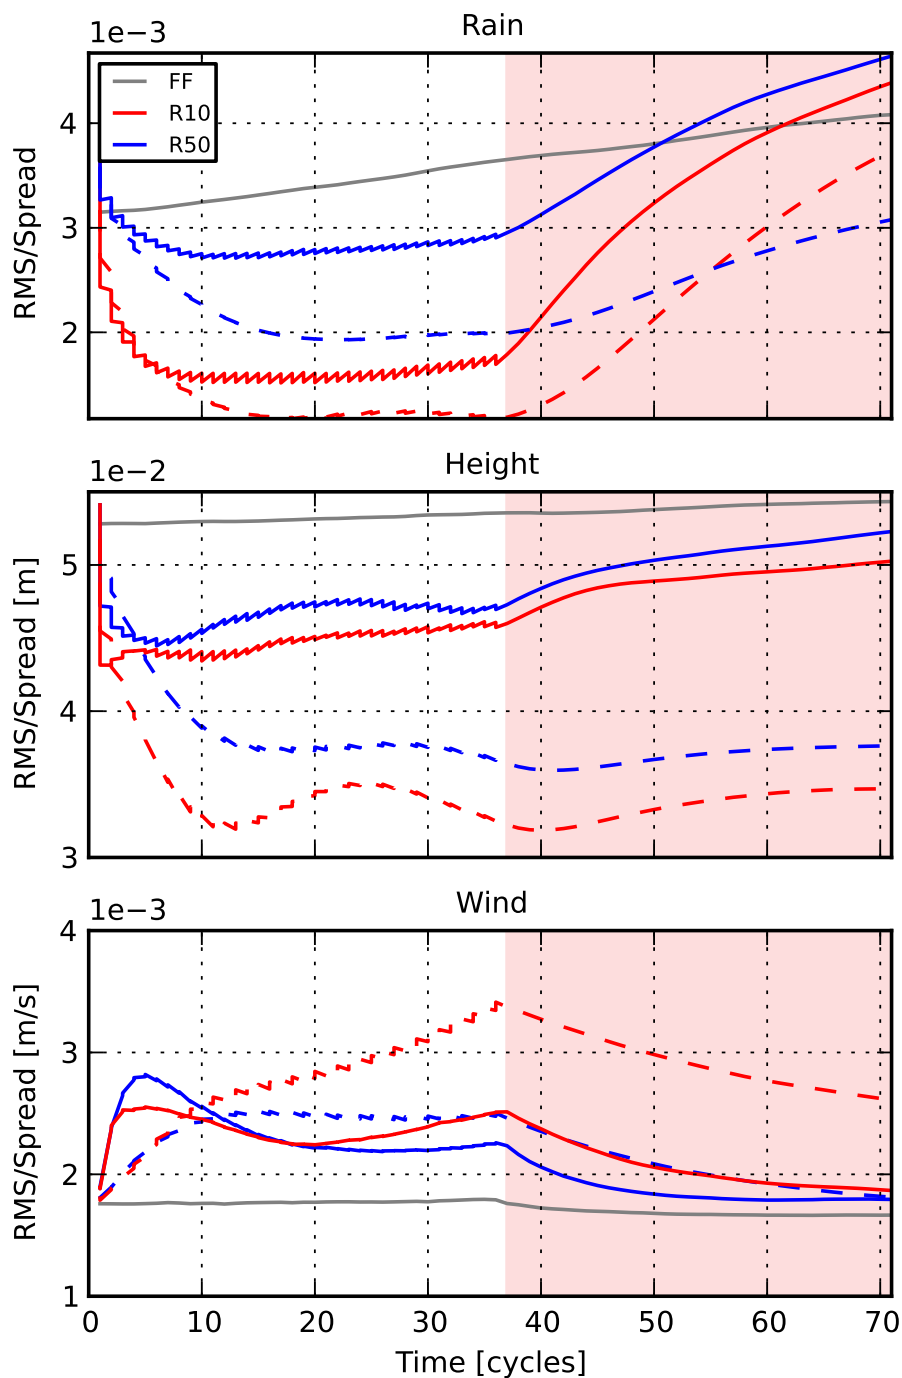 Rain
1e−3
FF
R10
R50
4
3
2
RMS/Spread
Height
1e−2
5
4
3
RMS/Spread [m]
Wind
1e−3
4
3
2
1
RMS/Spread [m/s]
0 10 20 30 40 50 60 70
Time [cycles]